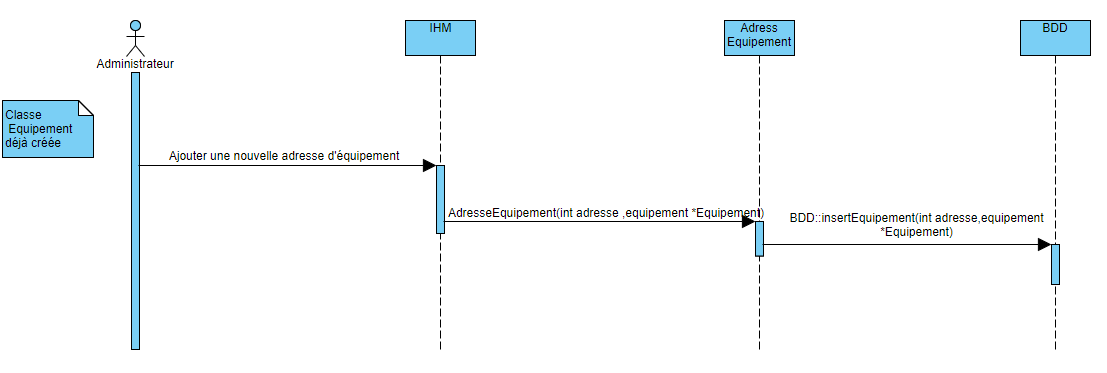 IHM
Adress
Equipement
BDD
Administrateur
Classe
Equipement
déjà créée
Ajouter une nouvelle adresse d'équipement
AdresseEquipement(int adresse ,equipement *Equipement)
BDD::insertEquipement(int adresse,equipement
*Equipement)